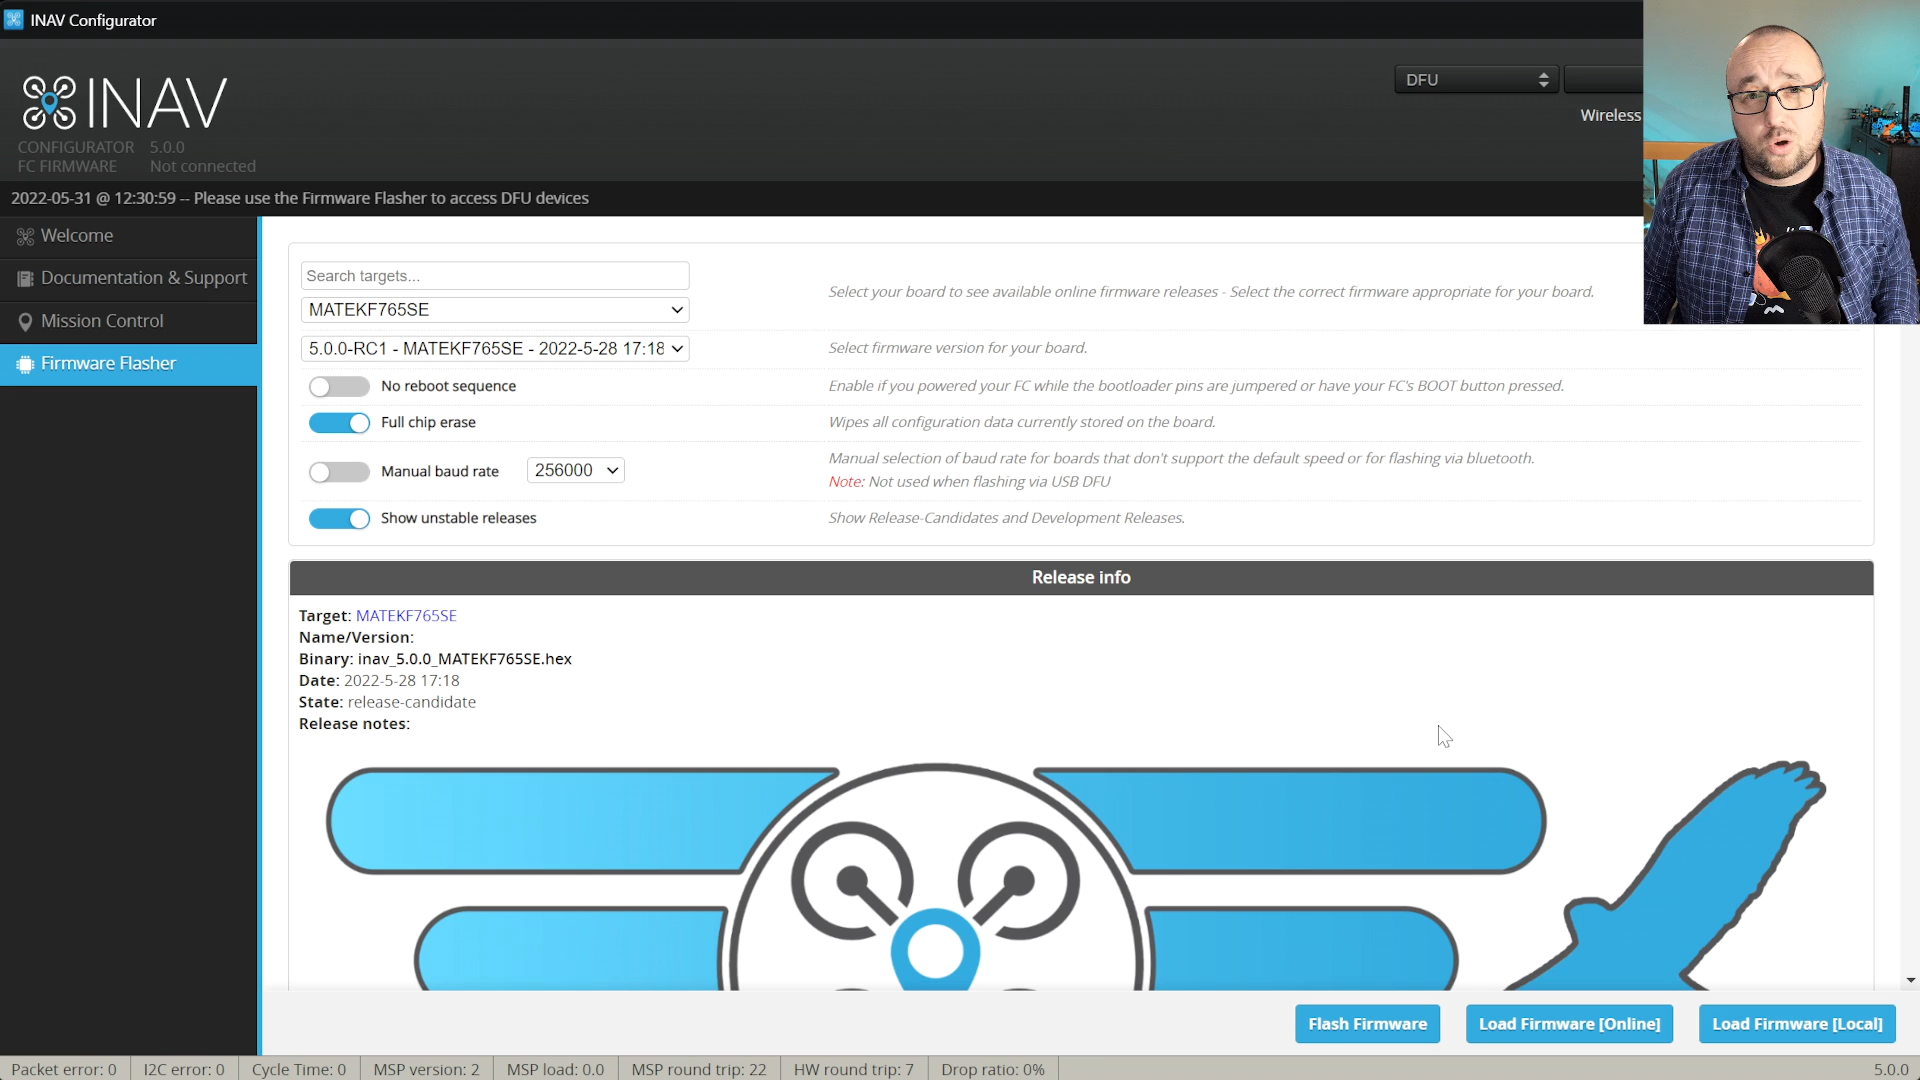 INAV Configurator
INAV
CONFIGURATOR 5.0.0
FC FIRMWARE Not connected
DFU
Wireless
2022-05-31 @ 12:30:59 -- Please use the Firmware Flasher to access DFU devices
Welcome
Documentation & Support
Mission Control
Firmware Flasher
Search targets...
MATEKF765SE
Select your board to see available online firmware releases - Select the correct firmware appropriate for your board.
5.0.0-RC1 - MATEKF765SE - 2022-5-28 17:18
Select firmware version for your board.
No reboot sequence
Enable if you powered your FC while the bootloader pins are jumpered or have your FC's BOOT button pressed.
Full chip erase
Wipes all configuration data currently stored on the board.
Manual baud rate 256000
Manual selection of baud rate for boards that don't support the default speed or for flashing via bluetooth.
Note: Not used when flashing via USB DFU
Show unstable releases
Show Release-Candidates and Development Releases.
Release info
Target: MATEKF765SE
Name/Version:
Binary: inav_5.0.0_MATEKF765SE.hex
Date: 2022-5-28 17:18
State: release-candidate
Release notes:
Flash Firmware
Load Firmware [Online]
Load Firmware [Local]
Packet error: 0
I2C error: 0
Cycle Time: 0
MSP version: 2
MSP load: 0.0
MSP round trip: 22
HW round trip: 7
Drop ratio: 0%
5.0.0